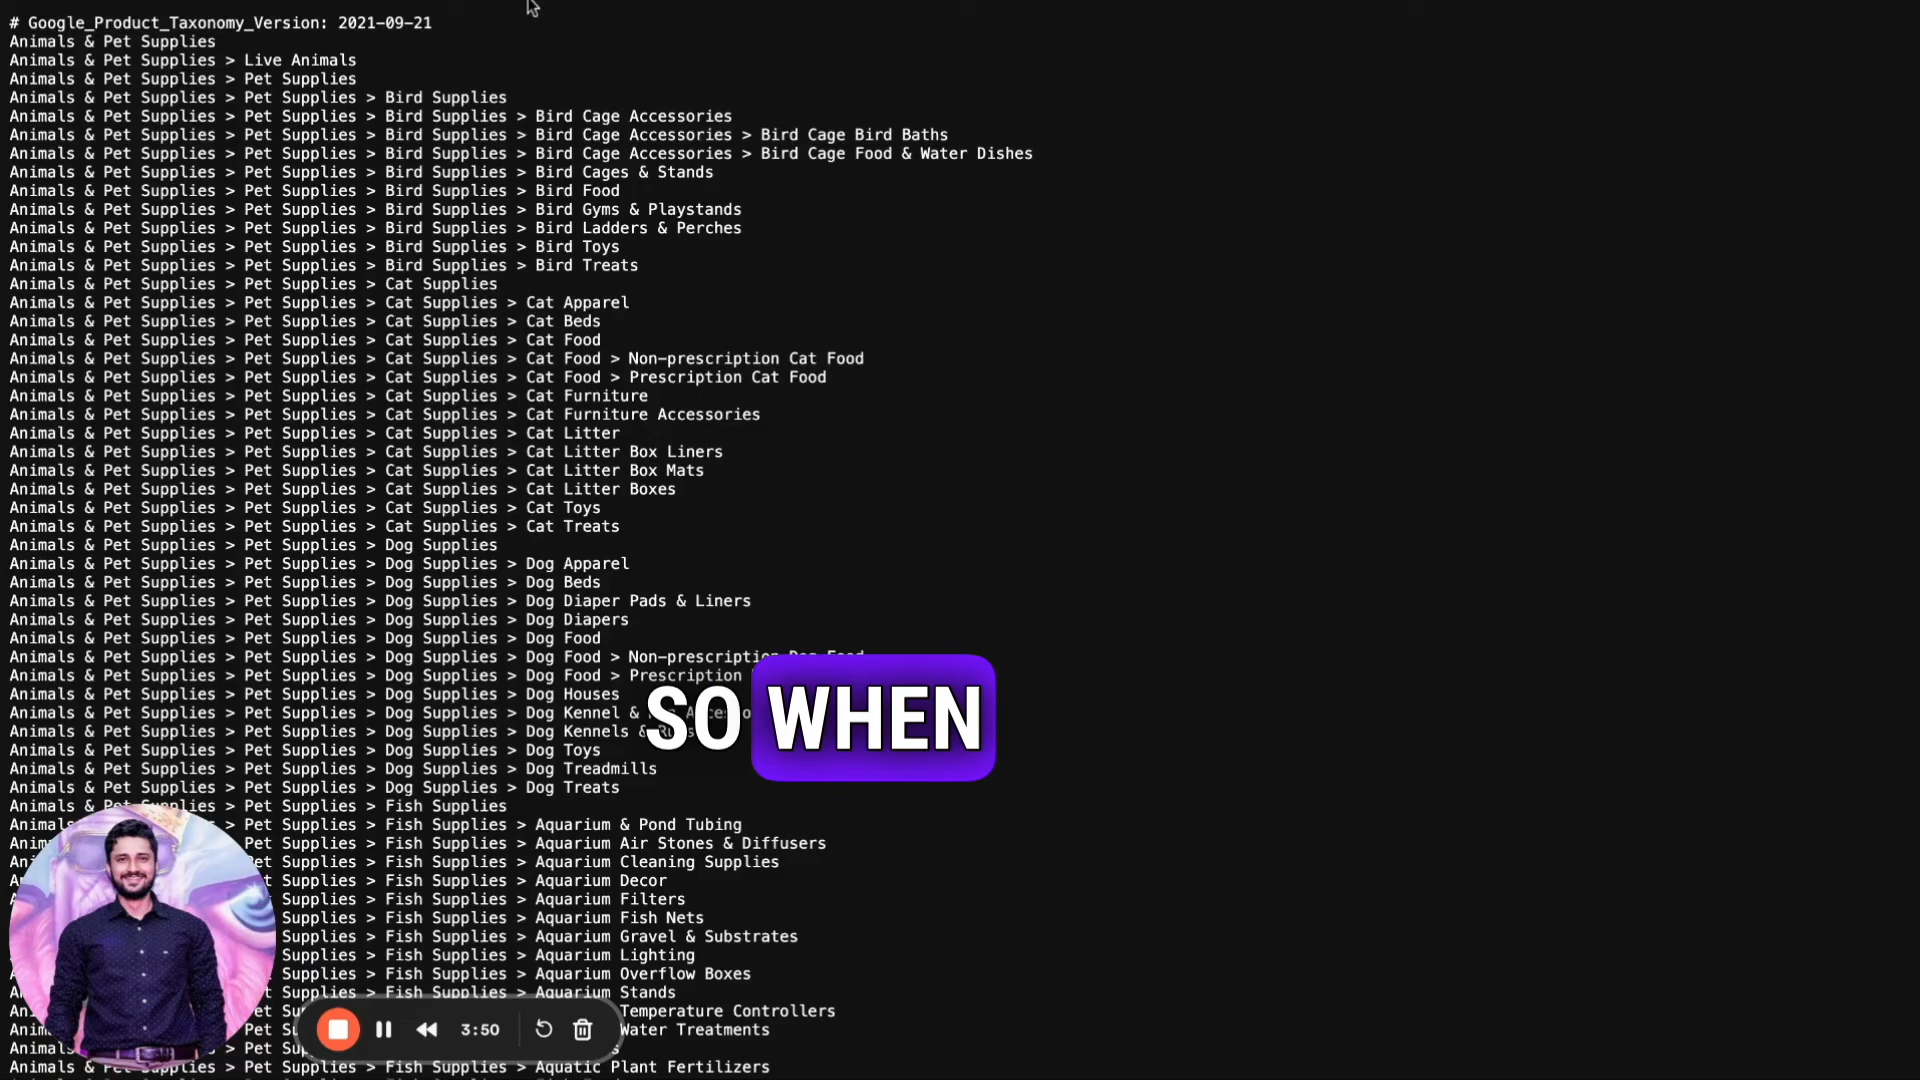 # Google_Product_Taxonomy_Version: 2021-09-21
Animals & Pet Supplies
Animals & Pet Supplies > Live Animals
Animals & Pet Supplies > Pet Supplies
Animals & Pet Supplies > Pet Supplies > Bird Supplies
Animals & Pet Supplies > Pet Supplies > Bird Supplies > Bird Cage Accessories
Animals & Pet Supplies > Pet Supplies > Bird Supplies > Bird Cage Accessories > Bird Cage Bird Baths
Animals & Pet Supplies > Pet Supplies > Bird Supplies > Bird Cage Accessories > Bird Cage Food & Water Dishes
Animals & Pet Supplies > Pet Supplies > Bird Supplies > Bird Cages & Stands
Animals & Pet Supplies > Pet Supplies > Bird Supplies > Bird Food
Animals & Pet Supplies > Pet Supplies > Bird Supplies > Bird Gyms & Playstands
Animals & Pet Supplies > Pet Supplies > Bird Supplies > Bird Ladders & Perches
Animals & Pet Supplies > Pet Supplies > Bird Supplies > Bird Toys
Animals & Pet Supplies > Pet Supplies > Bird Supplies > Bird Treats
Animals & Pet Supplies > Pet Supplies > Cat Supplies
Animals & Pet Supplies > Pet Supplies > Cat Supplies > Cat Apparel
Animals & Pet Supplies > Pet Supplies > Cat Supplies > Cat Beds
Animals & Pet Supplies > Pet Supplies > Cat Supplies > Cat Food
Animals & Pet Supplies > Pet Supplies > Cat Supplies > Cat Food > Non-prescription Cat Food
Animals & Pet Supplies > Pet Supplies > Cat Supplies > Cat Food > Prescription Cat Food
Animals & Pet Supplies > Pet Supplies > Cat Supplies > Cat Furniture
Animals & Pet Supplies > Pet Supplies > Cat Supplies > Cat Furniture Accessories
Animals & Pet Supplies > Pet Supplies > Cat Supplies > Cat Litter
Animals & Pet Supplies > Pet Supplies > Cat Supplies > Cat Litter Box Liners
Animals & Pet Supplies > Pet Supplies > Cat Supplies > Cat Litter Box Mats
Animals & Pet Supplies > Pet Supplies > Cat Supplies > Cat Litter Boxes
Animals & Pet Supplies > Pet Supplies > Cat Supplies > Cat Toys
Animals & Pet Supplies > Pet Supplies > Cat Supplies > Cat Treats
Animals & Pet Supplies > Pet Supplies > Dog Supplies
Animals & Pet Supplies > Pet Supplies > Dog Supplies > Dog Apparel
Animals & Pet Supplies > Pet Supplies > Dog Supplies > Dog Beds
Animals & Pet Supplies > Pet Supplies > Dog Supplies > Dog Diaper Pads & Liners
Animals & Pet Supplies > Pet Supplies > Dog Supplies > Dog Diapers
Animals & Pet Supplies > Pet Supplies > Dog Supplies > Dog Food
Animals & Pet Supplies > Pet Supplies > Dog Supplies > Dog Food > Non-prescription Dog Food
Animals & Pet Supplies > Pet Supplies > Dog Supplies > Dog Food > Prescription
Animals & Pet Supplies > Pet Supplies > Dog Supplies > Dog Houses
Animals & Pet Supplies > Pet Supplies > Dog Supplies > Dog Kennel &
Animals & Pet Supplies > Pet Supplies > Dog Supplies > Dog Kennels &
SO WHEN
Animals & Pet Supplies > Pet Supplies > Dog Supplies > Dog Toys
Animals & Pet Supplies > Pet Supplies > Dog Supplies > Dog Treadmills
Animals & Pet Supplies > Pet Supplies > Dog Supplies > Dog Treats
Animals & Pet Supplies > Pet Supplies > Fish Supplies
> Pet Supplies > Fish Supplies > Aquarium & Pond Tubing
> Pet Supplies > Fish Supplies > Aquarium Air Stones & Diffusers
Supplies > Fish Supplies > Aquarium Cleaning Supplies
Supplies > Fish Supplies > Aquarium Decor
Supplies > Fish Supplies > Aquarium Filters
Supplies > Fish Supplies > Aquarium Fish Nets
Supplies > Fish Supplies > Aquarium Gravel & Substrates
Supplies > Fish Supplies > Aquarium Lighting
Supplies > Fish Supplies > Aquarium Overflow Boxes
Supplies > Fish Supplies > Aquarium Stands
Temperature Controllers
Water Treatments
3:50
> Pet Supplies > Fish Supplies > Aquatic Plant Fertilizers